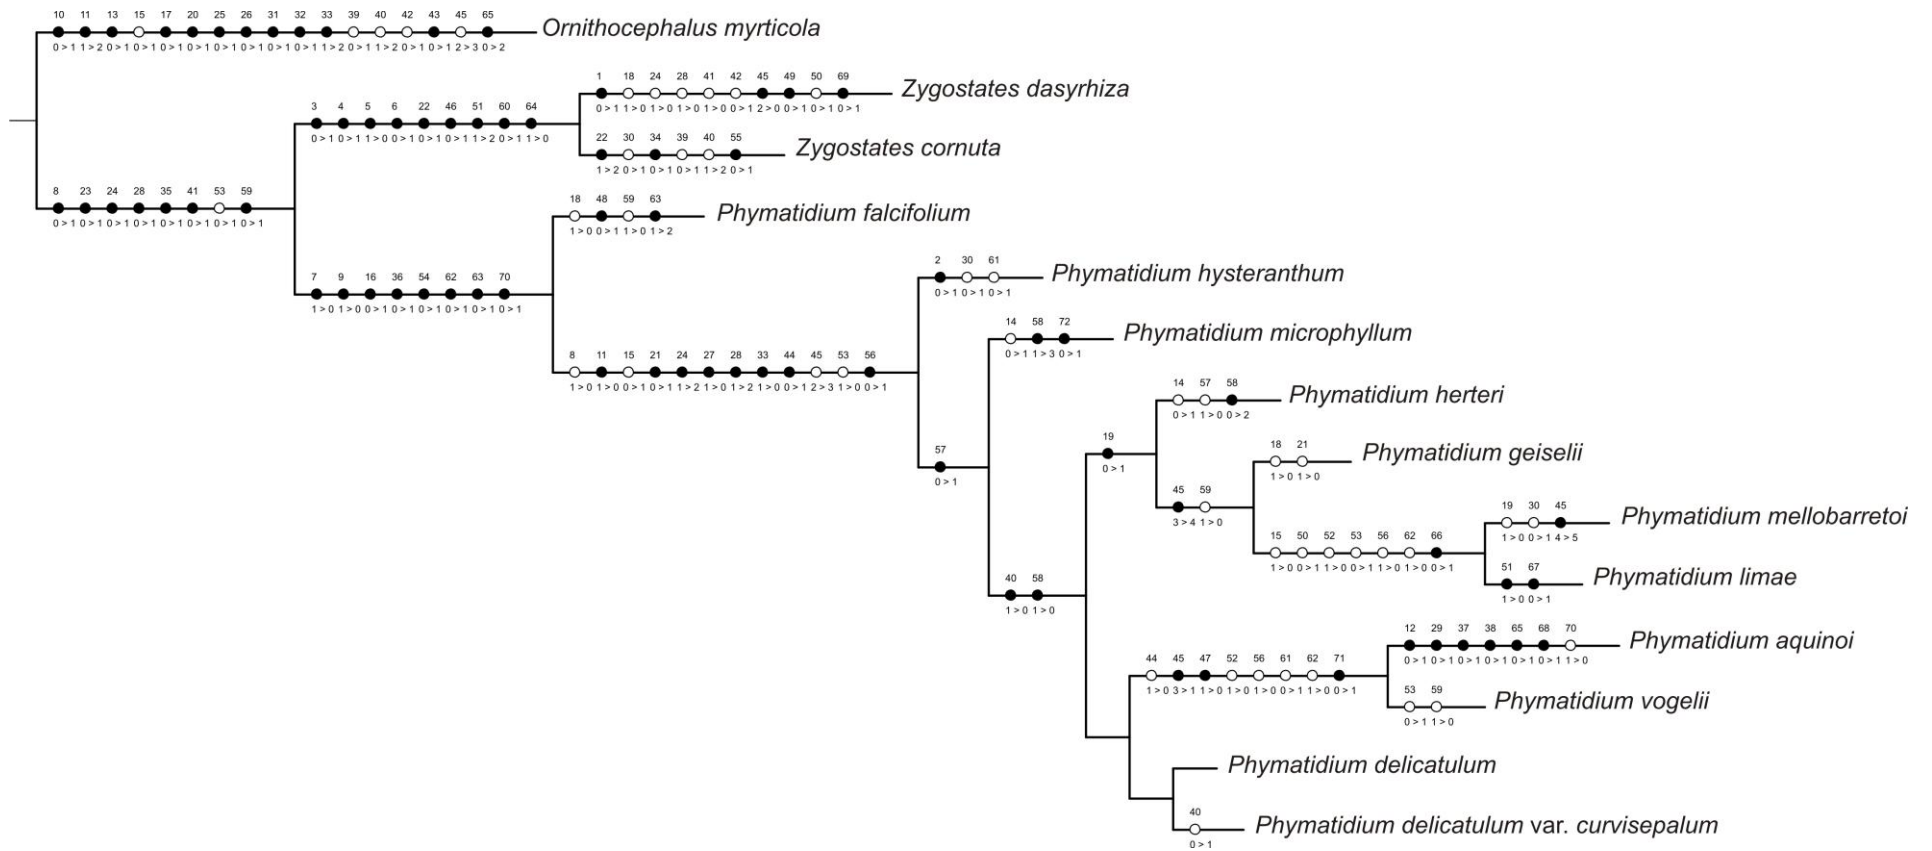 10 11 13 15 17 20 25 26 31 32 33 39 40 42 43 45 65
Ornithocephalus myrticola
0 > 1 1 > 2 0 > 1 0 > 1 0 > 1 0 > 1 0 > 1 0 > 1 0 > 1 0 > 1 1 > 2 0 > 1 1 > 2 0 > 1 0 > 1 2 > 3 0 > 2
1 18 24 28 41 42 45 49 50 69
Zygostates dasyrhiza
0 > 1 1 > 0 1 > 0 1 > 0 1 > 0 0 > 1 2 > 0 0 > 1 0 > 1 0 > 1
3 4 5 6 22 46 51 60 64
0 > 1 0 > 1 1 > 0 0 > 1 0 > 1 0 > 1 1 > 2 0 > 1 1 > 0
22 30 34 39 40 55
Zygostates cornuta
1 > 2 0 > 1 0 > 1 0 > 1 1 > 2 0 > 1
8 23 24 28 35 41 53 59
0 > 1 0 > 1 0 > 1 0 > 1 0 > 1 0 > 1 0 > 1 0 > 1
18 48 59 63
Phymatidium falcifolium
1 > 0 0 > 1 1 > 0 1 > 2
7 9 16 36 54 62 63 70
1 > 0 1 > 0 0 > 1 0 > 1 0 > 1 0 > 1 0 > 1 0 > 1
2 30 61
Phymatidium hysteranthum
0 > 1 0 > 1 0 > 1
14 58 72
Phymatidium microphyllum
0 > 1 1 > 3 0 > 1
8 11 15 21 24 27 28 33 44 45 53 56
1 > 0 1 > 0 0 > 1 0 > 1 1 > 2 1 > 0 1 > 2 1 > 0 0 > 1 2 > 3 1 > 0 0 > 1
14 57 58
Phymatidium herteri
0 > 1 1 > 0 0 > 2
19
0 > 1
18 21
Phymatidium geiselii
1 > 0 1 > 0
57
0 > 1
45 59
3 > 4 1 > 0
19 30 45
Phymatidium mellobarretoi
1 > 0 0 > 1 4 > 5
15 50 52 53 56 62 66
1 > 0 0 > 1 1 > 0 0 > 1 1 > 0 1 > 0 0 > 1
51 67
Phymatidium limae
1 > 0 0 > 1
40 58
1 > 0 1 > 0
12 29 37 38 65 68 70
Phymatidium aquinoi
0 > 1 0 > 1 0 > 1 0 > 1 0 > 1 0 > 1 1 > 0
44 45 47 52 56 61 62 71
1 > 0 3 > 1 1 > 0 1 > 0 1 > 0 0 > 1 1 > 0 0 > 1
53 59
Phymatidium vogelii
0 > 1 1 > 0
Phymatidium delicatulum
40
Phymatidium delicatulum var. curvisepalum
0 > 1